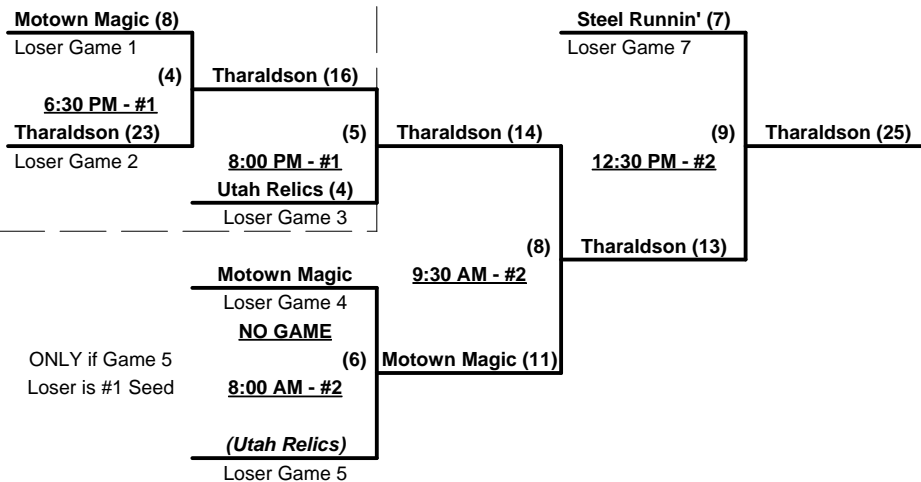 Motown Magic (8)
Loser Game 1
(4)
6:30 PM - #1
Tharaldson (23)
Loser Game 2
Tharaldson (16)
(5)
8:00 PM - #1
Utah Relics (4)
Loser Game 3
Tharaldson (14)
Motown Magic
Loser Game 4
NO GAME
ONLY if Game 5
Loser is #1 Seed
(6)
8:00 AM - #2
(Utah Relics)
Loser Game 5
Motown Magic (11)
(8)
9:30 AM - #2
Steel Runnin' (7)
Loser Game 7
(9)
12:30 PM - #2
Tharaldson (13)
Tharaldson (25)